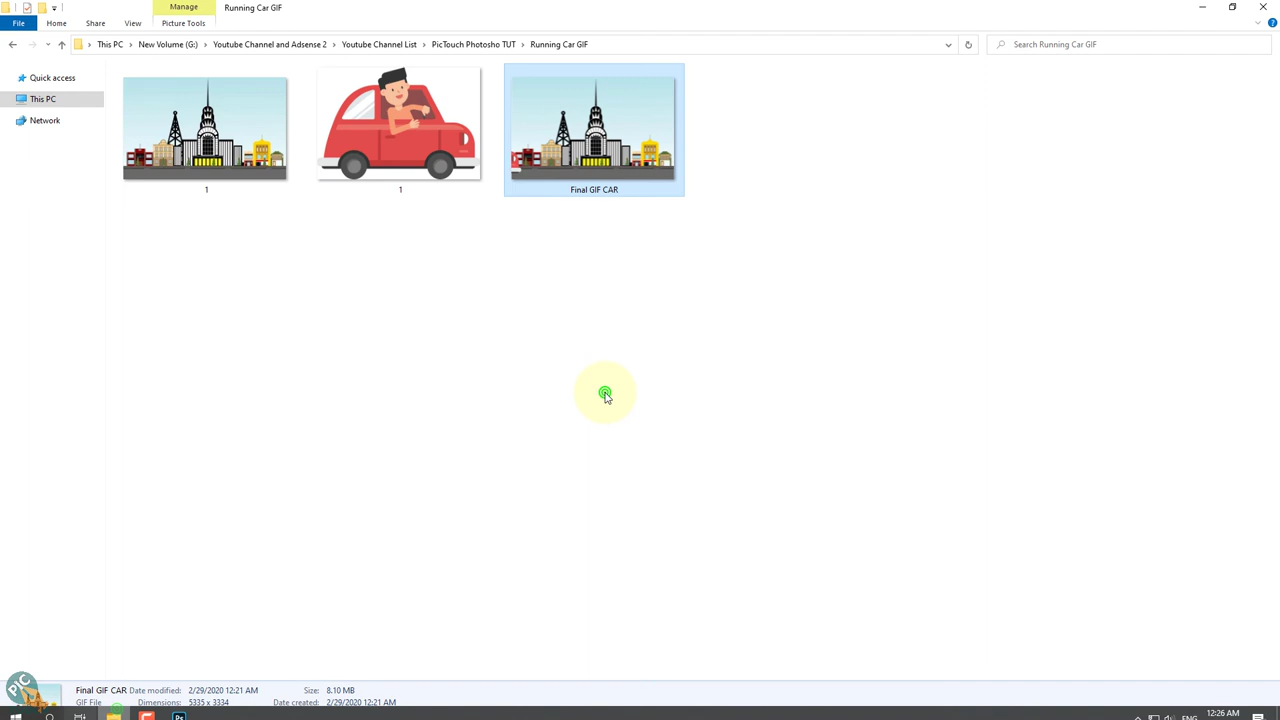 Manage
Running Car GIF
File
Home
Share
View
Picture Tools
This PC
New Volume (G:)
Youtube Channel and Adsense 2
Youtube Channel List
PicTouch Photosho TUT
Running Car GIF
Search Running Car GIF
Quick access
This PC
Network
1
1
Final GIF CAR
PIC
Final GIF CAR Date modified: 2/29/2020 12:21 AM Size: 8.10 MB
GIF File Dimensions: 5335 x 3334 Date created: 2/29/2020 12:21 AM
Ps
ENG
12:26 AM